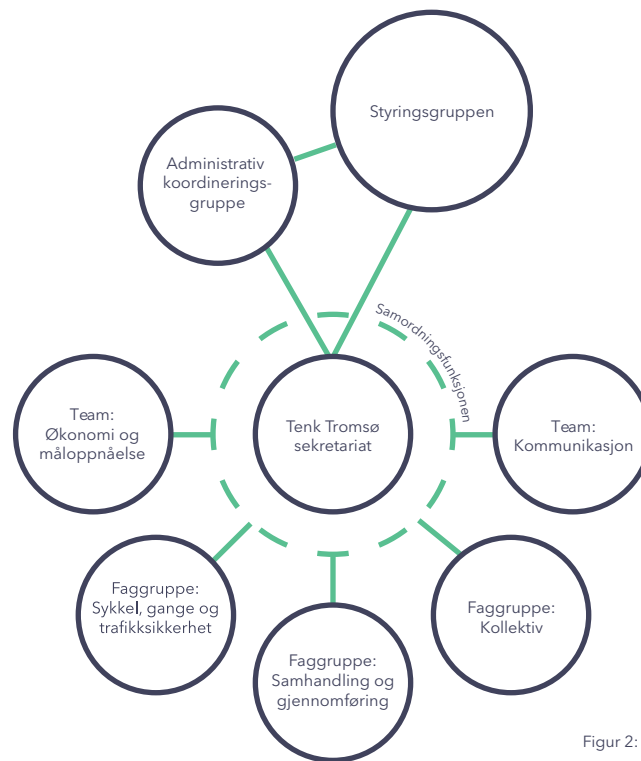 Styringsgruppen
Administrativ
koordinerings-
gruppe
Samordningsfunksjonen
Tenk Tromsø
sekretariat
Team:
Økonomi og
måloppnåelse
Team:
Kommunikasjon
Faggruppe:
Sykkel, gange og
trafikksikkerhet
Faggruppe:
Samhandling og
gjennomføring
Faggruppe:
Kollektiv
Figur 2: